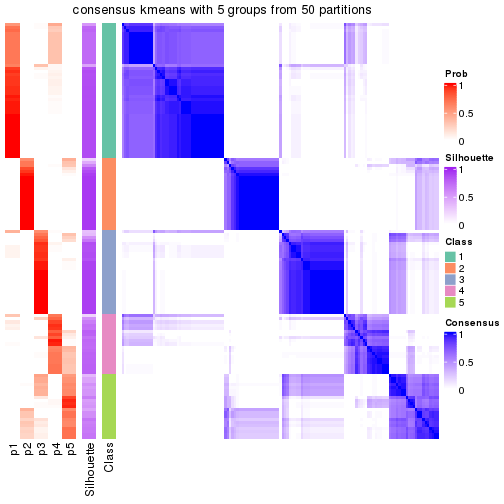 consensus kmeans with 5 groups from 50 partitions
Prob
1
0.5
0
Silhouette
1
0.5
0
Class
1
2
3
4
5
Consensus
1
0.5
0
p1
p2
p3
p4
p5
Silhouette
Class